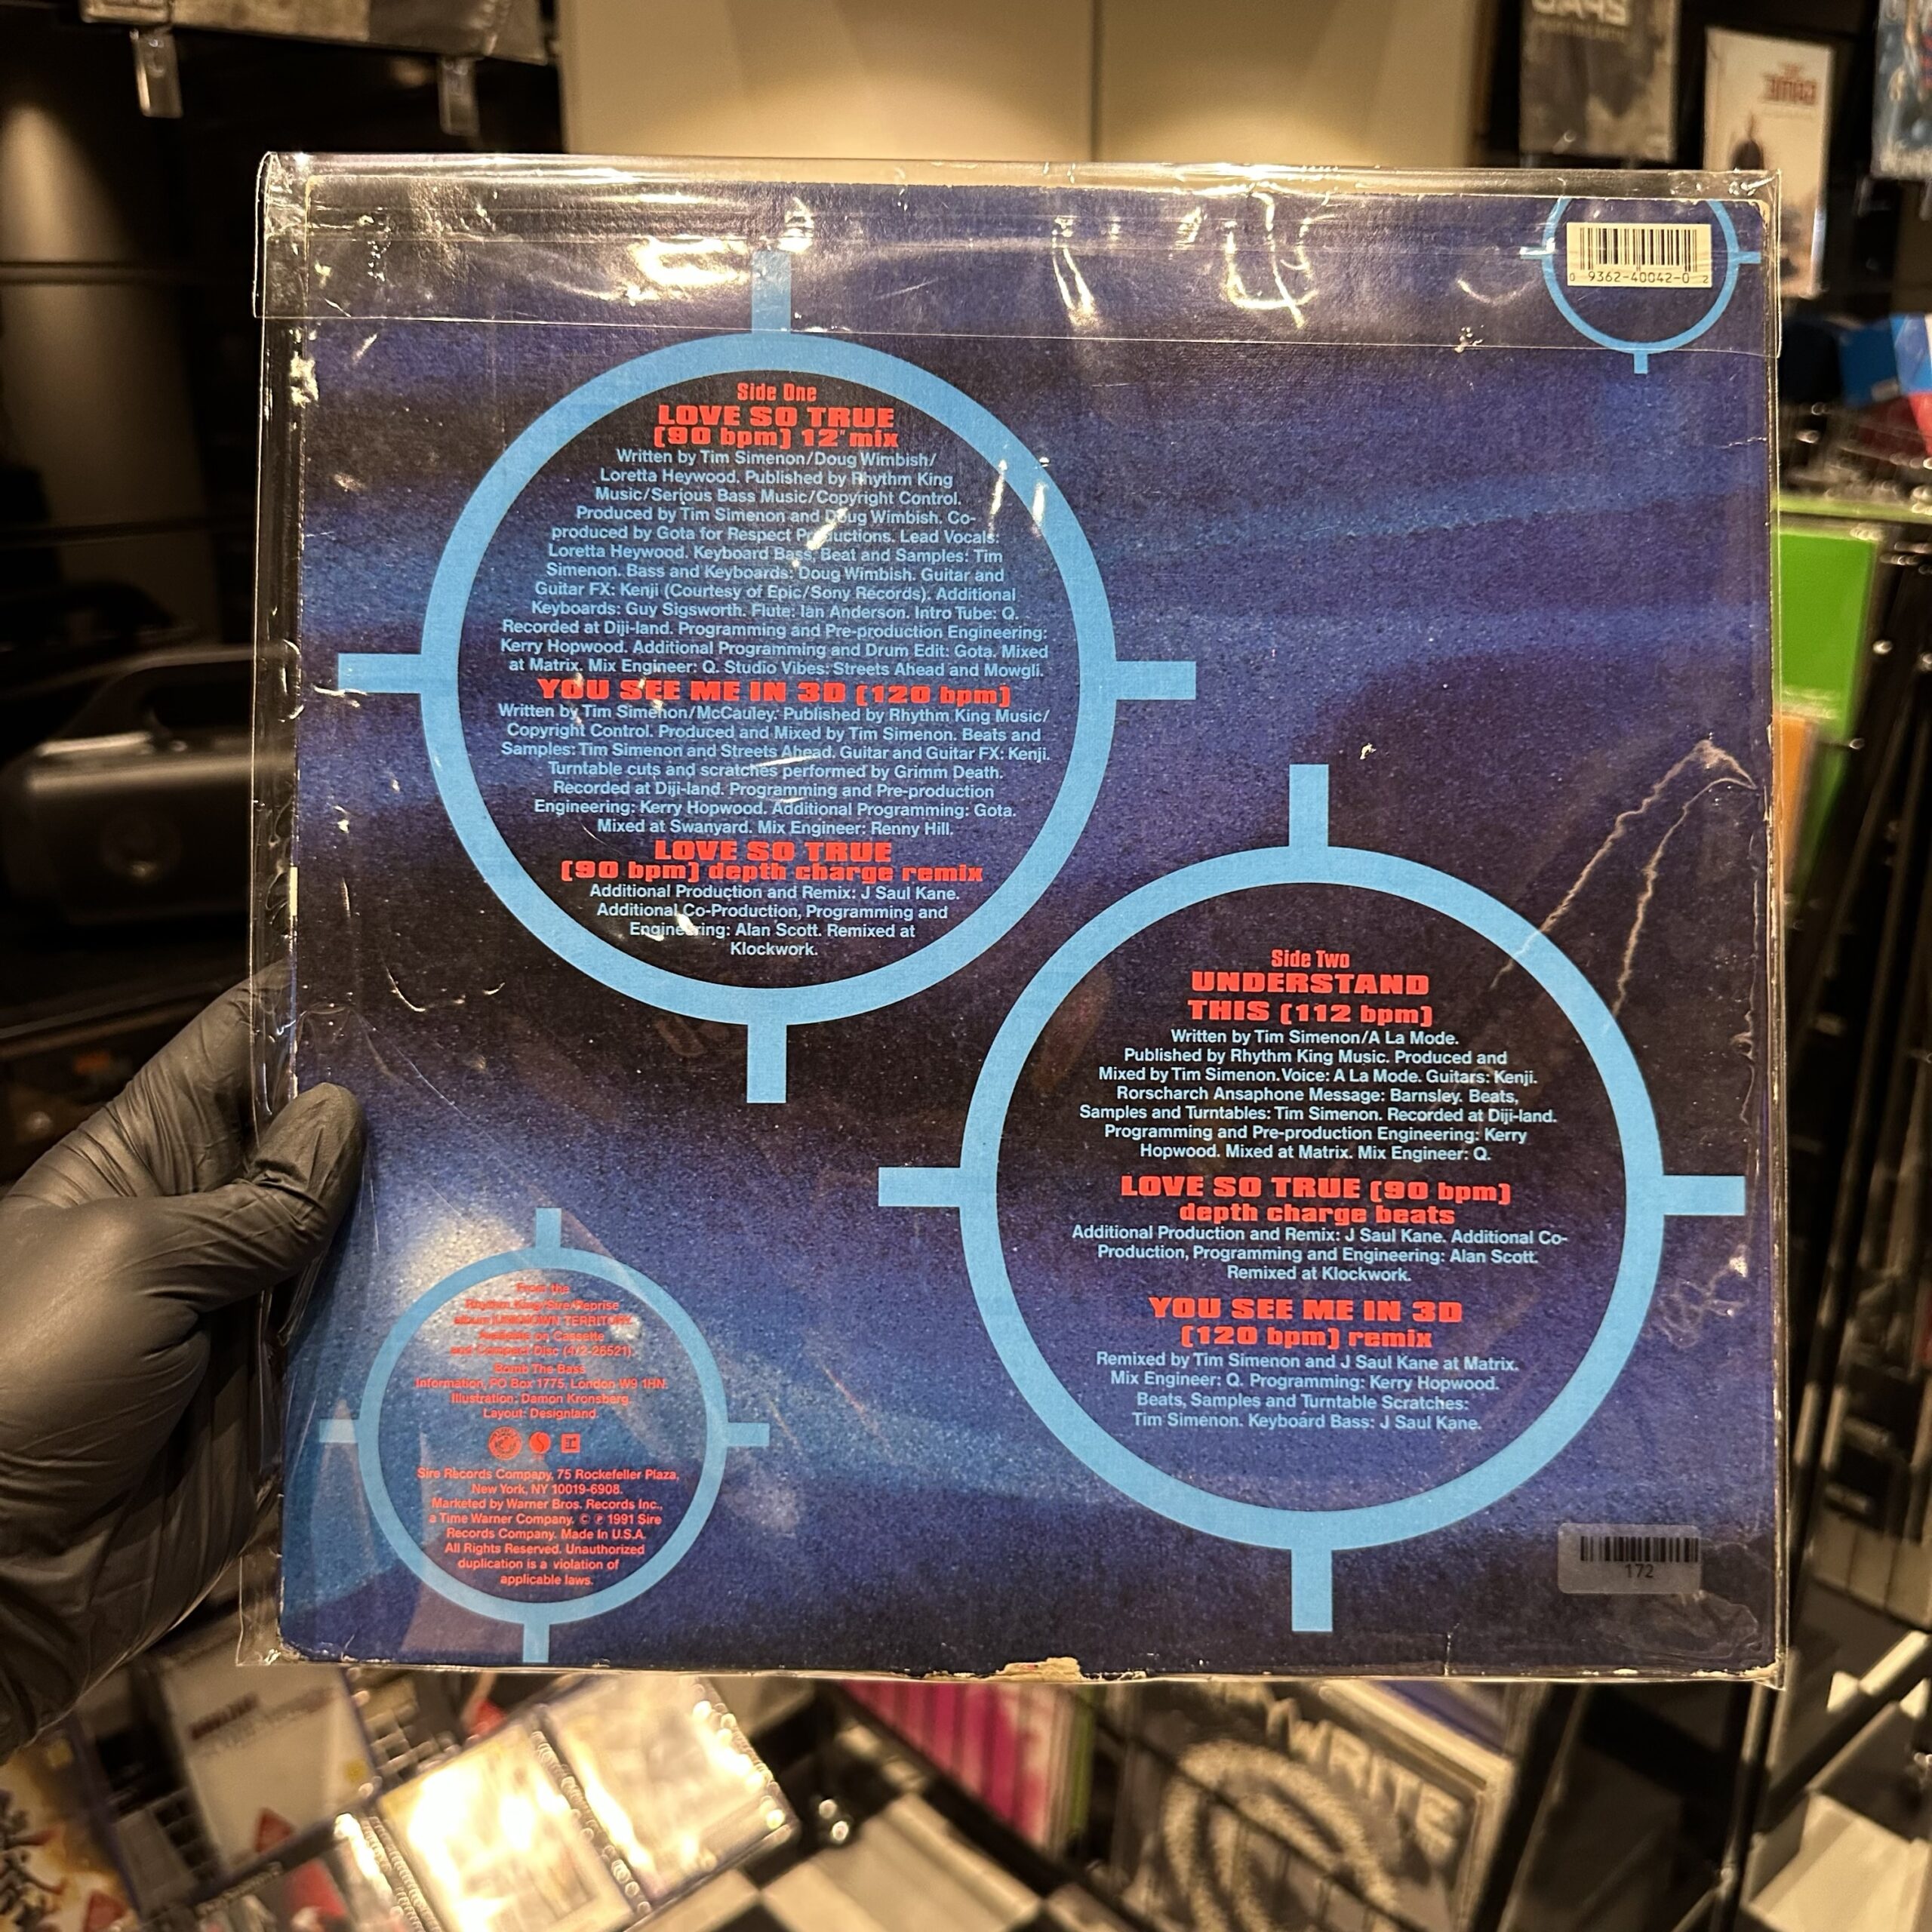 0 9362-40042-0 2
Side One
LOVE SO TRUE
(90 bpm) 12" mix
Written by Tim Simenon/Doug Wimbish/
Loretta Heywood. Published by Rhythm King
Music/Serious Bass Music/Copyright Control.
Produced by Tim Simenon and Doug Wimbish. Co-
produced by Gota for Respect Productions. Lead Vocals:
Loretta Heywood. Keyboard Bass, Beat and Samples: Tim
Simenon. Bass and Keyboards: Doug Wimbish. Guitar and
Guitar FX: Kenji (Courtesy of Epic/Sony Records). Additional
Keyboards: Guy Sigsworth. Flute: Ian Anderson. Intro Tube: Q.
Recorded at Diji-land. Programming and Pre-production Engineering:
Kerry Hopwood. Additional Programming and Drum Edit: Gota. Mixed
at Matrix. Mix Engineer: Q. Studio Vibes: Streets Ahead and Mowgli.
YOU SEE ME IN 3D (120 bpm)
Written by Tim Simenon/McCauley. Published by Rhythm King Music/
Copyright Control. Produced and Mixed by Tim Simenon. Beats and
Samples: Tim Simenon and Streets Ahead. Guitar and Guitar FX: Kenji.
Turntable cuts and scratches performed by Grimm Death.
Recorded at Diji-land. Programming and Pre-production
Engineering: Kerry Hopwood. Additional Programming: Gota.
Mixed at Swanyard. Mix Engineer: Renny Hill.
LOVE SO TRUE
(90 bpm) depth charge remix
Additional Production and Remix: J Saul Kane.
Additional Co-Production, Programming and
Engineering: Alan Scott. Remixed at
Klockwork.
Side Two
UNDERSTAND
THIS (112 bpm)
Written by Tim Simenon/A La Mode.
Published by Rhythm King Music. Produced and
Mixed by Tim Simenon. Voice: A La Mode. Guitars: Kenji.
Rorscharch Ansaphone Message: Barnsley. Beats,
Samples and Turntables: Tim Simenon. Recorded at Diji-land.
Programming and Pre-production Engineering: Kerry
Hopwood. Mixed at Matrix. Mix Engineer: Q.
LOVE SO TRUE (90 bpm)
depth charge beats
Additional Production and Remix: J Saul Kane. Additional Co-
Production, Programming and Engineering: Alan Scott.
Remixed at Klockwork.
YOU SEE ME IN 3D
(120 bpm) remix
Remixed by Tim Simenon and J Saul Kane at Matrix.
Mix Engineer: Q. Programming: Kerry Hopwood.
Beats, Samples and Turntable Scratches:
Tim Simenon. Keyboard Bass: J Saul Kane.
From the
Rhythm King/Sire/Reprise
album UNKNOWN TERRITORY.
Available on Cassette
and Compact Disc (4/2-26521)
Bomb The Bass
Information, PO Box 1775, London W9 1HN.
Illustration: Damon Kronsberg.
Layout: Designland.
Sire Records Company, 75 Rockefeller Plaza,
New York, NY 10019-6908.
Marketed by Warner Bros. Records Inc.,
a Time Warner Company. © ℗ 1991 Sire
Records Company. Made In U.S.A.
All Rights Reserved. Unauthorized
duplication is a violation of
applicable laws.
172